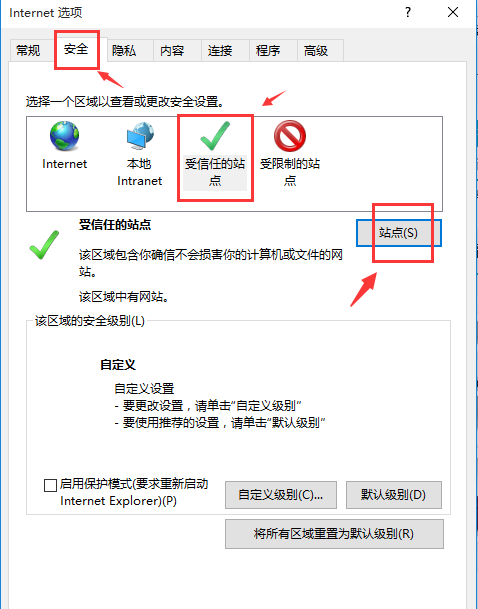 Internet 选项
? ×
常规 安全 隐私 内容 连接 程序 高级
选择一个区域以查看或更改安全设置。
Internet
本地
Intranet
受信任的站
点
受限制的站
点
受信任的站点
站点(S)
该区域包含你确信不会损害你的计算机或文件的网
站。
该区域中有网站。
该区域的安全级别(L)
自定义
自定义设置
- 要更改设置，请单击“自定义级别”
- 要使用推荐的设置，请单击“默认级别”
启用保护模式(要求重新启动
Internet Explorer)(P)
自定义级别(C)... 默认级别(D)
将所有区域重置为默认级别(R)